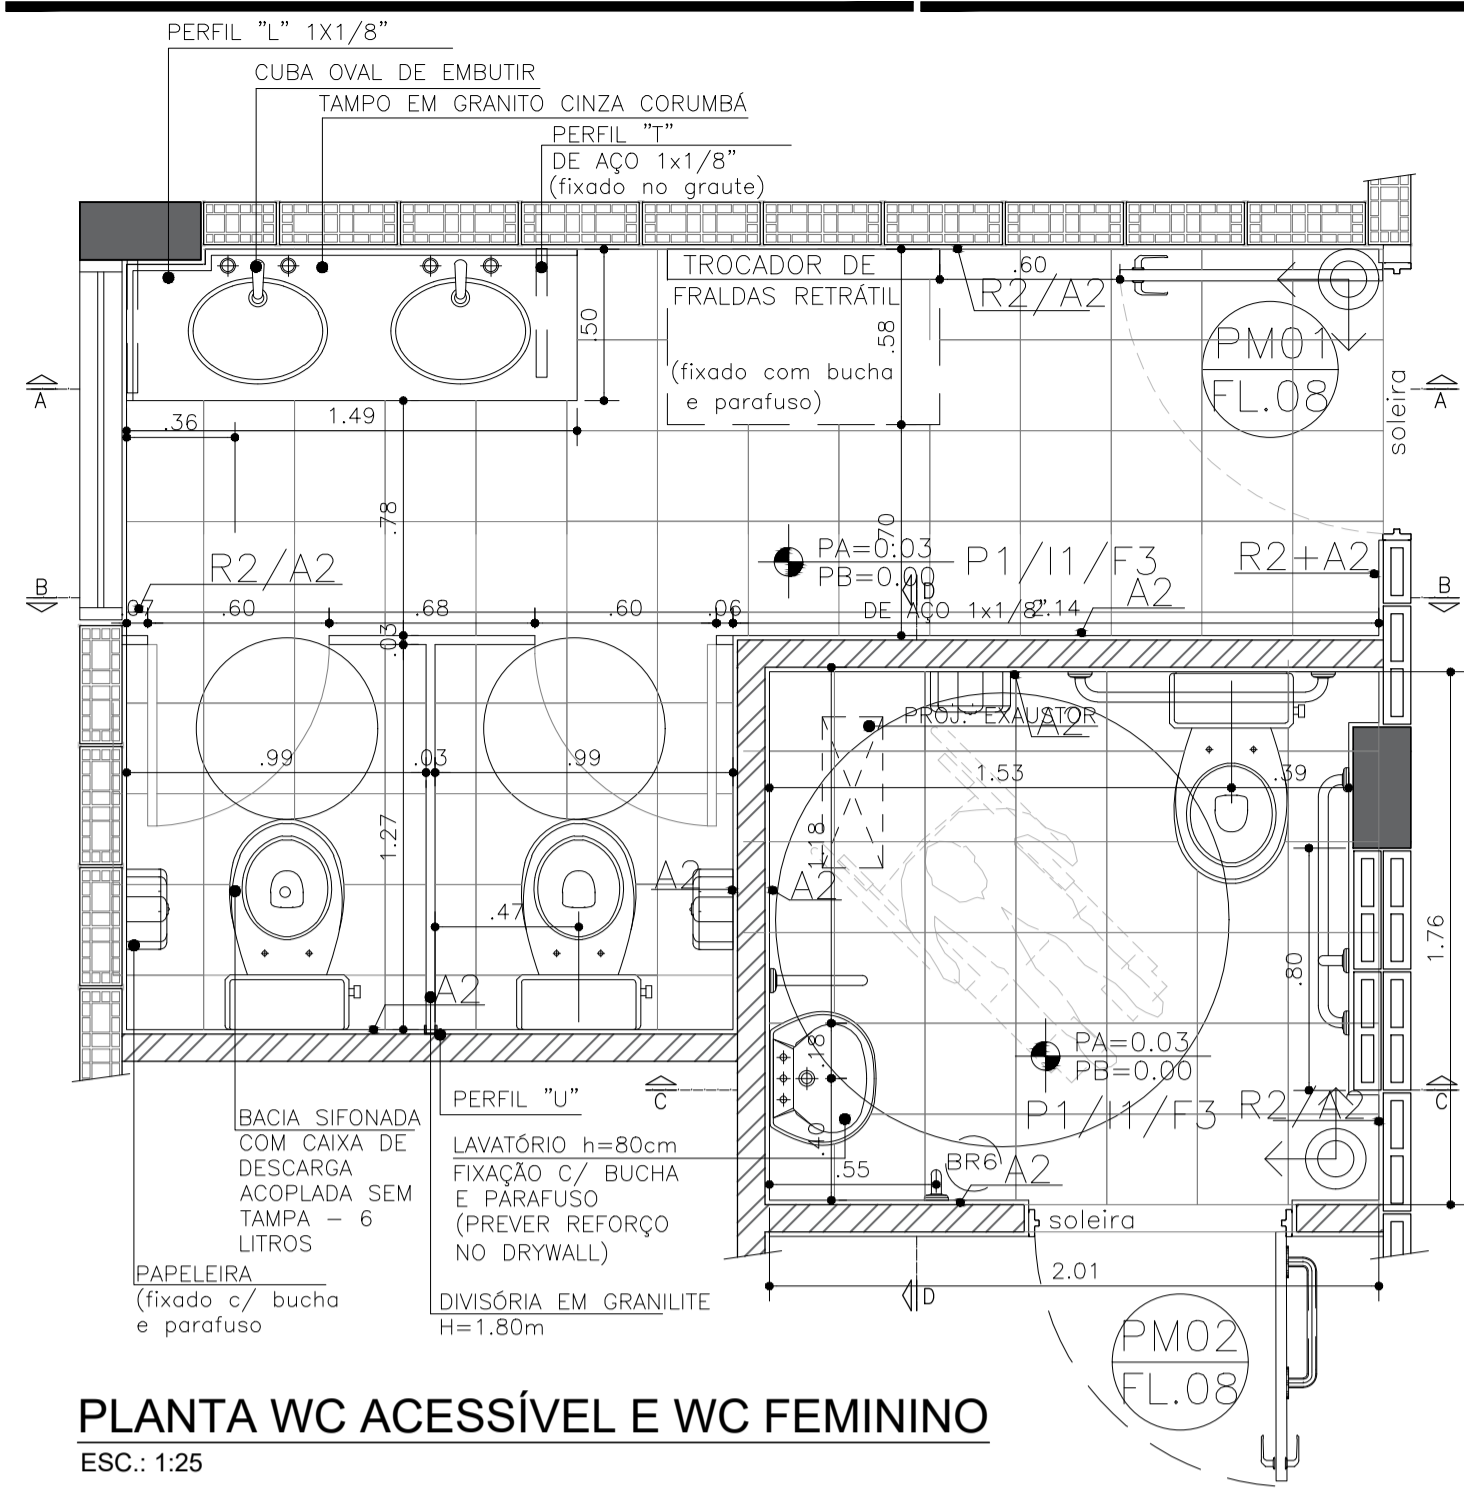 PERFIL "L" 1X1/8"
CUBA OVAL DE EMBUTIR
TAMPO EM GRANITO CINZA CORUMBÁ
PERFIL "T"
DE AÇO 1x1/8"
(fixado no graute)
TROCADOR DE
FRALDAS RETRÁTIL
(fixado com bucha
e parafuso)
.60
R2/A2
.50
.58
PM01
FL.08
soleira
A
A
.36
1.49
.78
.70
PA=0.03
PB=0.00
P1/I1/F3
R2+A2
R2/A2
B
B
D
DE AÇO 1x1/8"
2.14
A2
.07
.60
.68
.60
.06
.03
PROJ. EXAUSTOR
A2
.99
.03
.99
1.53
.39
1.27
1.18
A2
A2
.47
.80
1.76
A2
PA=0.03
PB=0.00
.18
P1/I1/F3
R2/A2
C
C
.40
.55
BR6
A2
soleira
BACIA SIFONADA
COM CAIXA DE
DESCARGA
ACOPLADA SEM
TAMPA – 6
LITROS
PERFIL "U"
LAVATÓRIO h=80cm
FIXAÇÃO C/ BUCHA
E PARAFUSO
(PREVER REFORÇO
NO DRYWALL)
PAPELEIRA
(fixado c/ bucha
e parafuso
DIVISÓRIA EM GRANILITE
H=1.80m
2.01
D
PM02
FL.08
PLANTA WC ACESSÍVEL E WC FEMININO
ESC.: 1:25